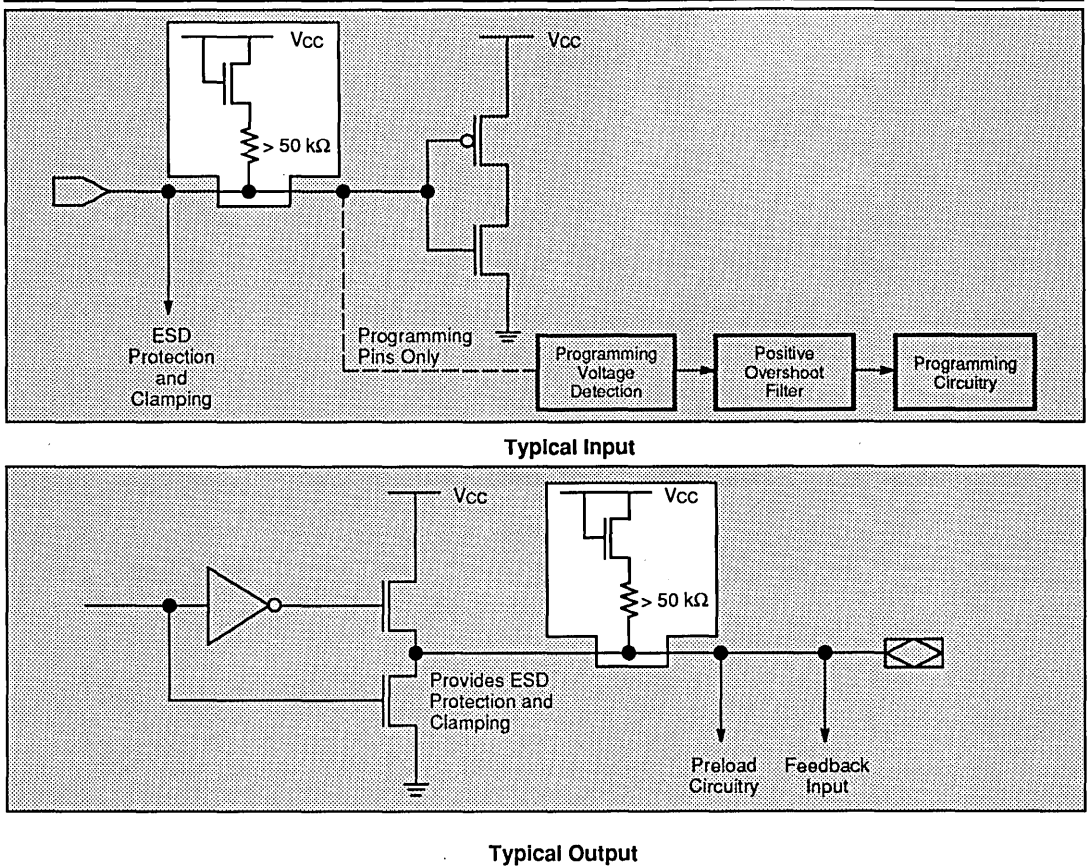 Vcc
> 50 kΩ
Vcc
ESD
Protection
and
Clamping
Programming
Pins Only
Programming
Voltage
Detection
Positive
Overshoot
Filter
Programming
Circuitry
Typical Input
Vcc
Vcc
> 50 kΩ
Provides ESD
Protection and
Clamping
Preload
Circuitry
Feedback
Input
Typical Output